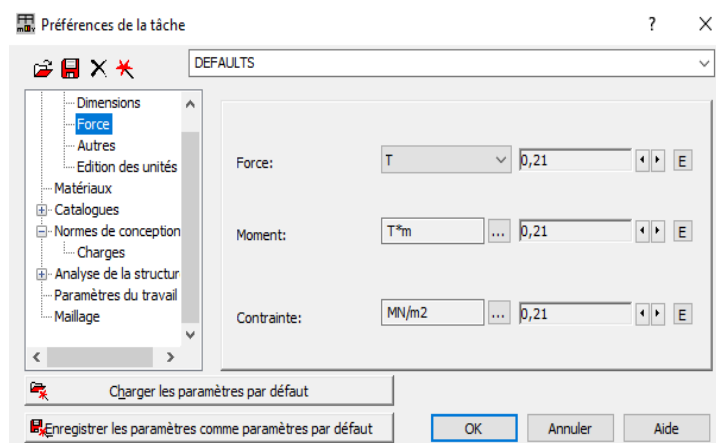 Préférences de la tâche
?
DEFAULTS
Dimensions
Force
Autres
Edition des unités
Matériaux
Catalogues
Normes de conception
Charges
Analyse de la structur
Paramètres du travail
Maillage
Force:
T
0,21
E
Moment:
T*m
...
0,21
E
Contrainte:
MN/m2
...
0,21
E
Charger les paramètres par défaut
Enregistrer les paramètres comme paramètres par défaut
OK
Annuler
Aide